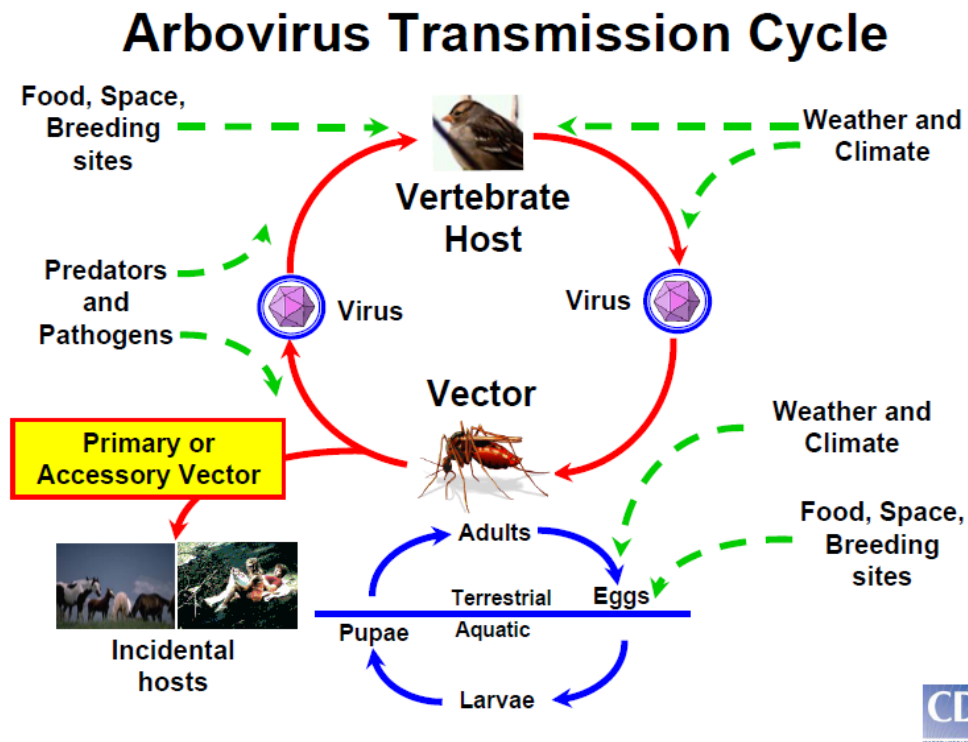 Arbovirus Transmission Cycle
Food, Space,
Breeding
sites
Weather and
Climate
Vertebrate
Host
Predators
and
Pathogens
Virus
Virus
Vector
Primary or
Accessory Vector
Weather and
Climate
Food, Space,
Breeding
sites
Adults
Terrestrial
Eggs
Pupae
Aquatic
Larvae
Incidental
hosts
CD